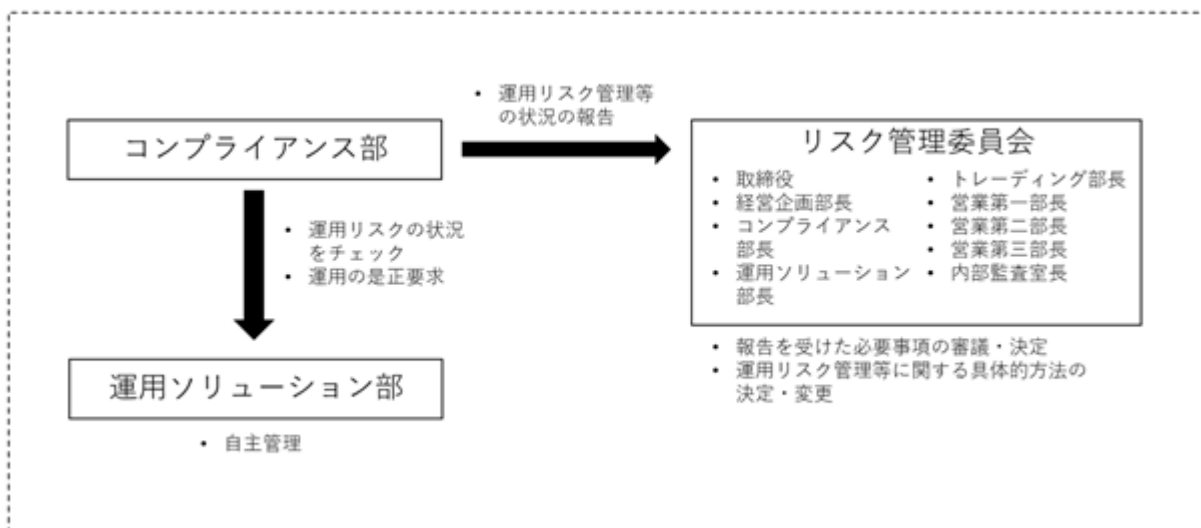 • 運用リスク管理等
の状況の報告
コンプライアンス部
リスク管理委員会
• 取締役
• 経営企画部長
• コンプライアンス
部長
• 運用ソリューション
部長
• トレーディング部長
• 営業第一部長
• 営業第二部長
• 営業第三部長
• 内部監査室長
• 運用リスクの状況
をチェック
• 運用の是正要求
• 報告を受けた必要事項の審議・決定
• 運用リスク管理等に関する具体的方法の
決定・変更
運用ソリューション部
• 自主管理